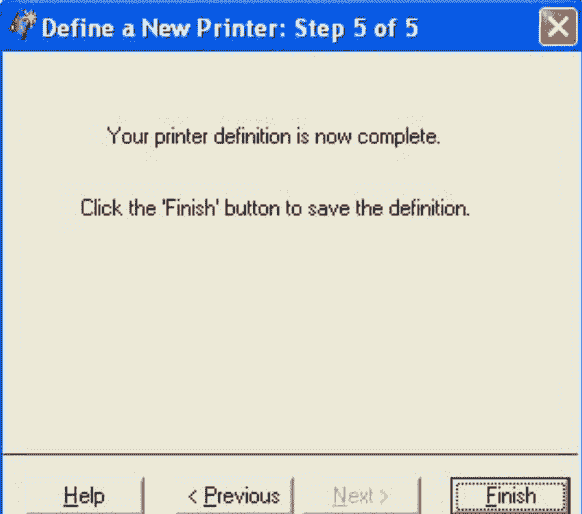 Define a New Printer: Step 5 of 5
Your printer definition is now complete.
Click the 'Finish' button to save the definition.
Help < Previous Next > Finish